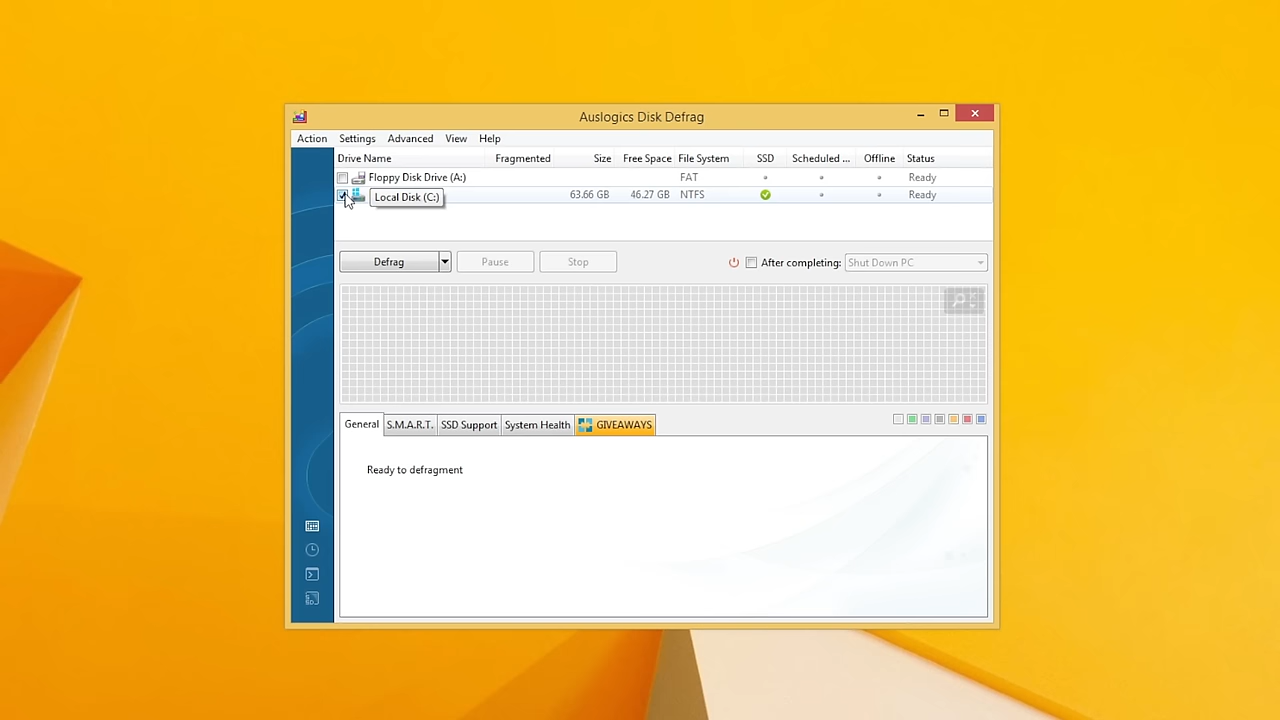 Auslogics Disk Defrag
Action Settings Advanced View Help
Drive Name Fragmented Size Free Space File System SSD Scheduled ... Offline Status
Floppy Disk Drive (A:) FAT Ready
Local Disk (C:) 63.66 GB 46.27 GB NTFS Ready
Defrag Pause Stop After completing: Shut Down PC
General S.M.A.R.T. SSD Support System Health GIVEAWAYS
Ready to defragment